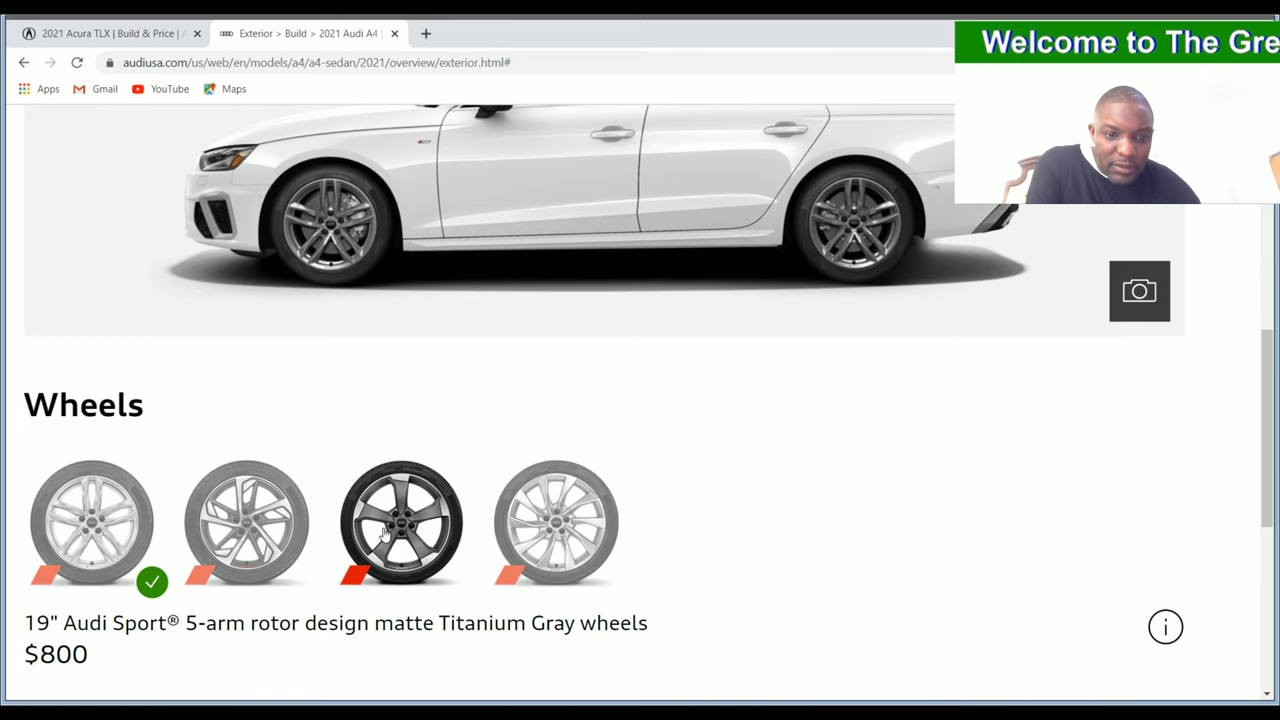 2021 Acura TLX | Build & Price |
Exterior > Build > 2021 Audi A4
Welcome to The Gre
audiusa.com/us/web/en/models/a4/a4-sedan/2021/overview/exterior.html#
Apps Gmail YouTube Maps
Wheels
19" Audi Sport® 5-arm rotor design matte Titanium Gray wheels
$800